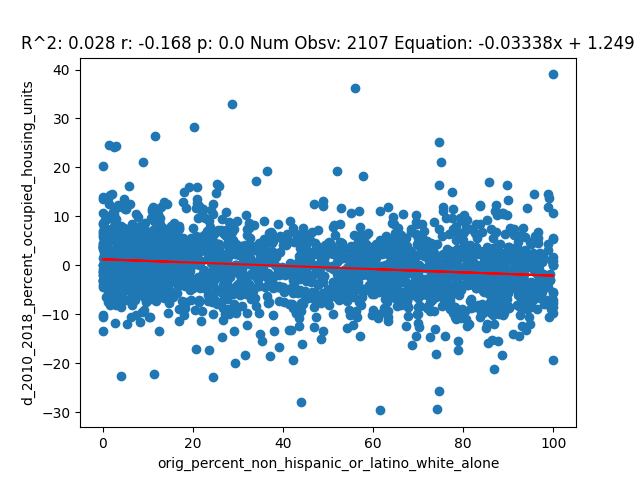 R^2: 0.028 r: -0.168 p: 0.0 Num Obsv: 2107 Equation: -0.03338x + 1.249
40
30
20
10
0
−10
−20
−30
d_2010_2018_percent_occupied_housing_units
0 20 40 60 80 100
orig_percent_non_hispanic_or_latino_white_alone